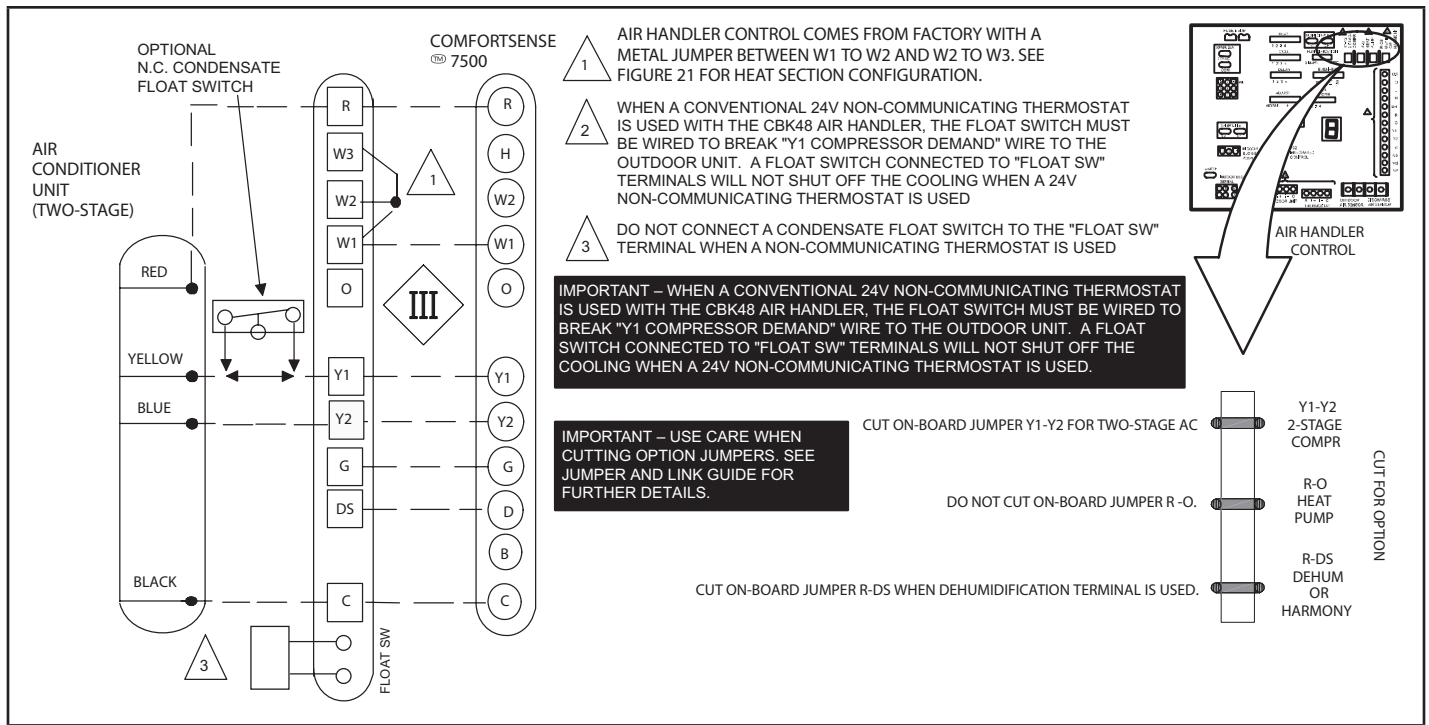 OPTIONAL
N.C. CONDENSATE
FLOAT SWITCH
COMFORTSENSE
™ 7500
AIR
CONDITIONER
UNIT
(TWO-STAGE)
RED
YELLOW
BLUE
BLACK
R
W3
W2
W1
O
Y1
Y2
G
DS
C
FLOAT SW
3
1
III
R
H
W2
W1
O
Y1
Y2
G
D
B
C
1
AIR HANDLER CONTROL COMES FROM FACTORY WITH A
METAL JUMPER BETWEEN W1 TO W2 AND W2 TO W3. SEE
FIGURE 21 FOR HEAT SECTION CONFIGURATION.
2
WHEN A CONVENTIONAL 24V NON-COMMUNICATING THERMOSTAT
IS USED WITH THE CBK48 AIR HANDLER, THE FLOAT SWITCH MUST
BE WIRED TO BREAK "Y1 COMPRESSOR DEMAND" WIRE TO THE
OUTDOOR UNIT. A FLOAT SWITCH CONNECTED TO "FLOAT SW"
TERMINALS WILL NOT SHUT OFF THE COOLING WHEN A 24V
NON-COMMUNICATING THERMOSTAT IS USED
3
DO NOT CONNECT A CONDENSATE FLOAT SWITCH TO THE "FLOAT SW"
TERMINAL WHEN A NON-COMMUNICATING THERMOSTAT IS USED
IMPORTANT – WHEN A CONVENTIONAL 24V NON-COMMUNICATING THERMOSTAT
IS USED WITH THE CBK48 AIR HANDLER, THE FLOAT SWITCH MUST BE WIRED TO
BREAK "Y1 COMPRESSOR DEMAND" WIRE TO THE OUTDOOR UNIT. A FLOAT
SWITCH CONNECTED TO "FLOAT SW" TERMINALS WILL NOT SHUT OFF THE
COOLING WHEN A 24V NON-COMMUNICATING THERMOSTAT IS USED.
IMPORTANT – USE CARE WHEN
CUTTING OPTION JUMPERS. SEE
JUMPER AND LINK GUIDE FOR
FURTHER DETAILS.
AIR HANDLER
CONTROL
CUT ON-BOARD JUMPER Y1-Y2 FOR TWO-STAGE AC
Y1-Y2
2-STAGE
COMPR
DO NOT CUT ON-BOARD JUMPER R -O.
R-O
HEAT
PUMP
CUT ON-BOARD JUMPER R-DS WHEN DEHUMIDIFICATION TERMINAL IS USED.
R-DS
DEHUM
OR
HARMONY
CUT FOR OPTION